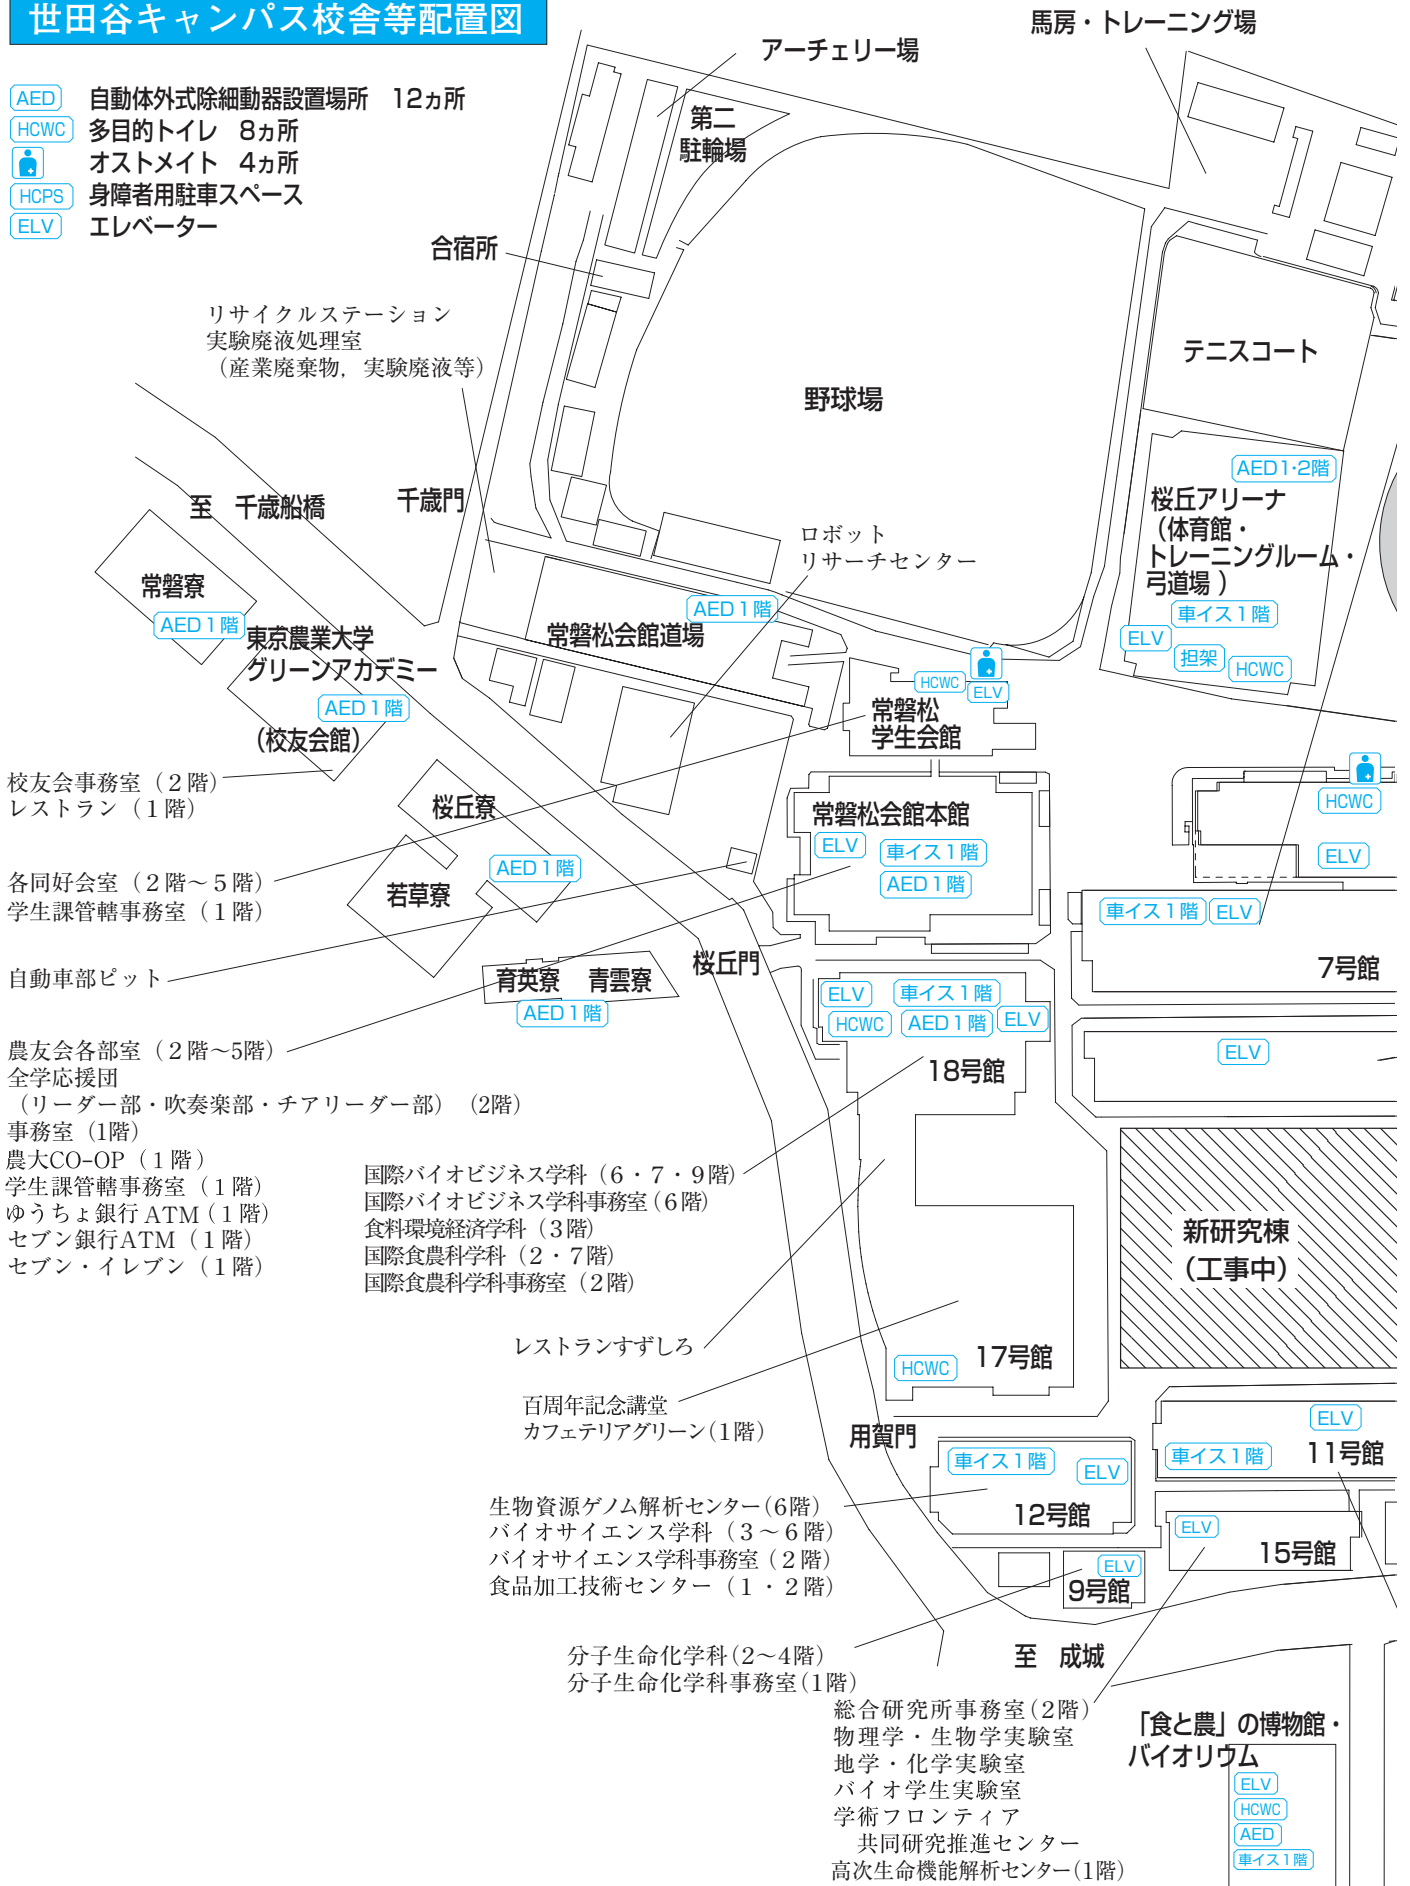 世田谷キャンパス校舎等配置図
AED 自動体外式除細動器設置場所 12ヵ所
HCWC 多目的トイレ 8ヵ所
オストメイト 4ヵ所
HCPS 身障者用駐車スペース
ELV エレベーター
馬房・トレーニング場
アーチェリー場
第二
駐輪場
合宿所
リサイクルステーション
実験廃液処理室
（産業廃棄物，実験廃液等）
野球場
テニスコート
AED1･2階
桜丘アリーナ
（体育館・
トレーニングルーム・
弓道場 ）
車イス1階
ELV
担架
HCWC
至 千歳船橋
千歳門
ロボット
リサーチセンター
常磐寮
AED1階
東京農業大学
グリーンアカデミー
AED1階
（校友会館）
AED1階
常磐松会館道場
HCWC
ELV
常磐松
学生会館
校友会事務室（２階）
レストラン（１階）
桜丘寮
AED1階
若草寮
各同好会室（２階〜５階）
学生課管轄事務室（１階）
常磐松会館本館
ELV
車イス1階
AED1階
HCWC
ELV
車イス1階
ELV
7号館
自動車部ピット
育英寮 青雲寮
AED1階
桜丘門
ELV
車イス1階
HCWC
AED1階
ELV
18号館
ELV
農友会各部室（２階〜5階）
全学応援団
（リーダー部・吹奏楽部・チアリーダー部）（2階）
事務室（1階）
農大CO-OP（１階）
学生課管轄事務室（１階）
ゆうちょ銀行 ATM（１階）
セブン銀行ATM（１階）
セブン・イレブン（１階）
国際バイオビジネス学科（６・７・９階）
国際バイオビジネス学科事務室（６階）
食料環境経済学科（３階）
国際食農科学学科（２・７階）
国際食農科学学科事務室（２階）
新研究棟
（工事中）
レストランすずしろ
HCWC
17号館
百周年記念講堂
カフェテリアグリーン（1階）
用賀門
車イス1階
ELV
12号館
ELV
車イス1階
11号館
生物資源ゲノム解析センター（6階）
バイオサイエンス学科（３〜６階）
バイオサイエンス学科事務室（２階）
食品加工技術センター（１・２階）
ELV
15号館
ELV
9号館
分子生命化学科（2〜4階）
分子生命化学科事務室（1階）
至 成城
総合研究所事務室（2階）
物理学・生物学実験室
地学・化学実験室
バイオ学生実験室
学術フロンティア
共同研究推進センター
高次生命機能解析センター（1階）
「食と農」の博物館・
バイオリウム
ELV
HCWC
AED
車イス1階